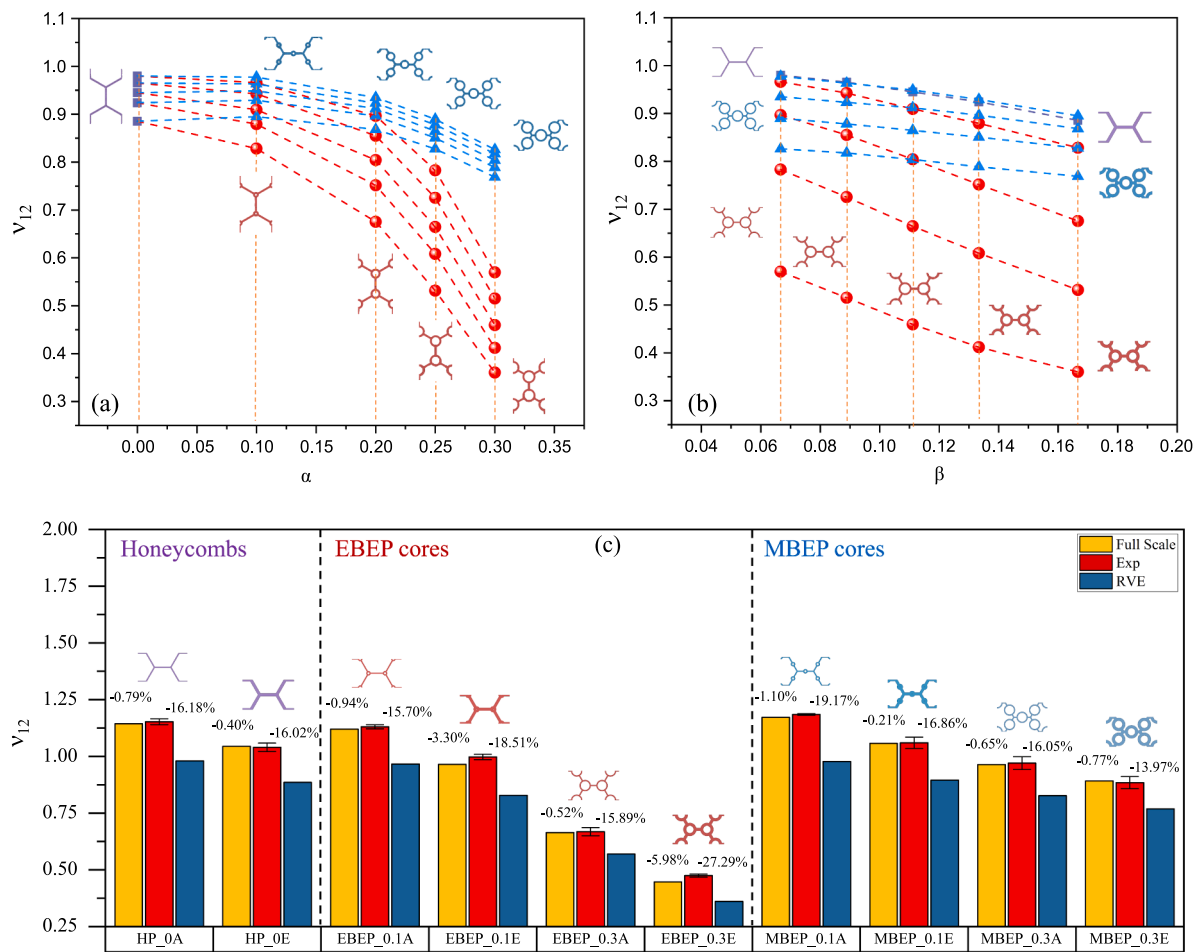 1.1
1.0
0.9
0.8
0.7
0.6
0.5
0.4
0.3
ν12
(a)
0.00 0.05 0.10 0.15 0.20 0.25 0.30 0.35
α
1.1
1.0
0.9
0.8
0.7
0.6
0.5
0.4
0.3
ν12
(b)
0.04 0.06 0.08 0.10 0.12 0.14 0.16 0.18 0.20
β
2.00
1.75
1.50
1.25
1.00
0.75
0.50
0.25
ν12
Honeycombs
EBEP cores
(c)
MBEP cores
Full Scale
Exp
RVE
-0.79% -16.18%
-0.40% -16.02%
-0.94% -15.70%
-3.30% -18.51%
-0.52% -15.89%
-5.98% -27.29%
-1.10% -19.17%
-0.21% -16.86%
-0.65% -16.05%
-0.77% -13.97%
HP_0A HP_0E EBEP_0.1A EBEP_0.1E EBEP_0.3A EBEP_0.3E MBEP_0.1A MBEP_0.1E MBEP_0.3A MBEP_0.3E